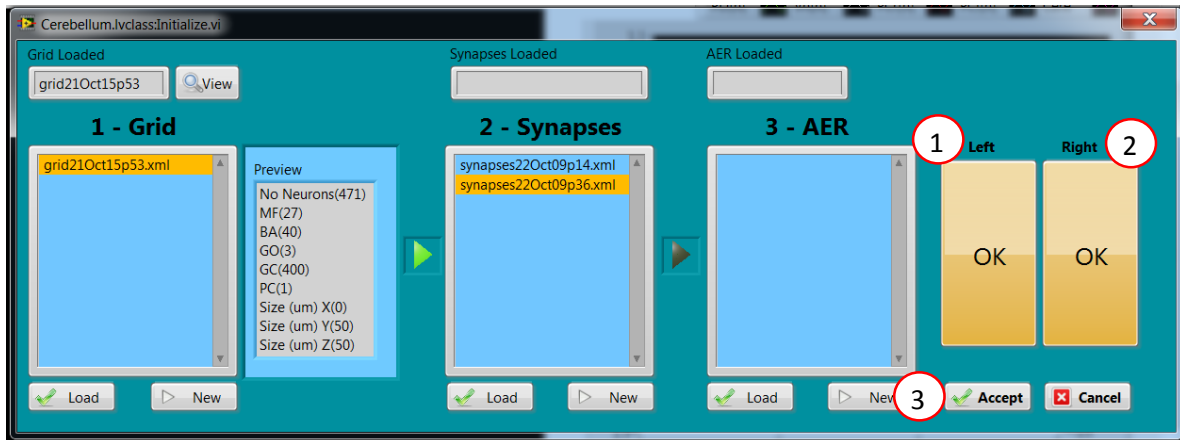 Cerebellum.lvclass:Initialize.vi
X
Grid Loaded
grid21Oct15p53
View
Synapses Loaded
AER Loaded
1 - Grid
2 - Synapses
3 - AER
grid21Oct15p53.xml
Preview
No Neurons(471)
MF(27)
BA(40)
GO(3)
GC(400)
PC(1)
Size (um) X(0)
Size (um) Y(50)
Size (um) Z(50)
synapses22Oct09p14.xml
synapses22Oct09p36.xml
1
Left
Right
2
OK
OK
Load
New
Load
New
Load
New
3
Accept
Cancel